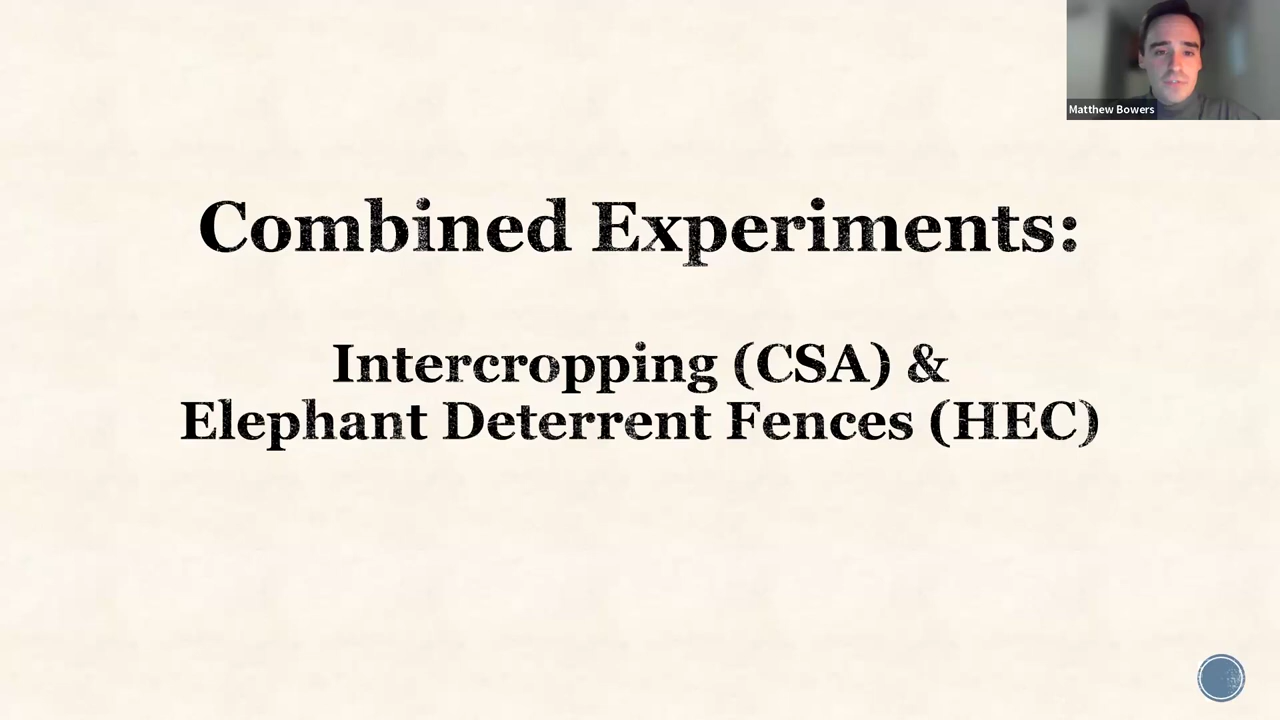 Matthew Bowers
Combined Experiments:
Intercropping (CSA) &
Elephant Deterrent Fences (HEC)